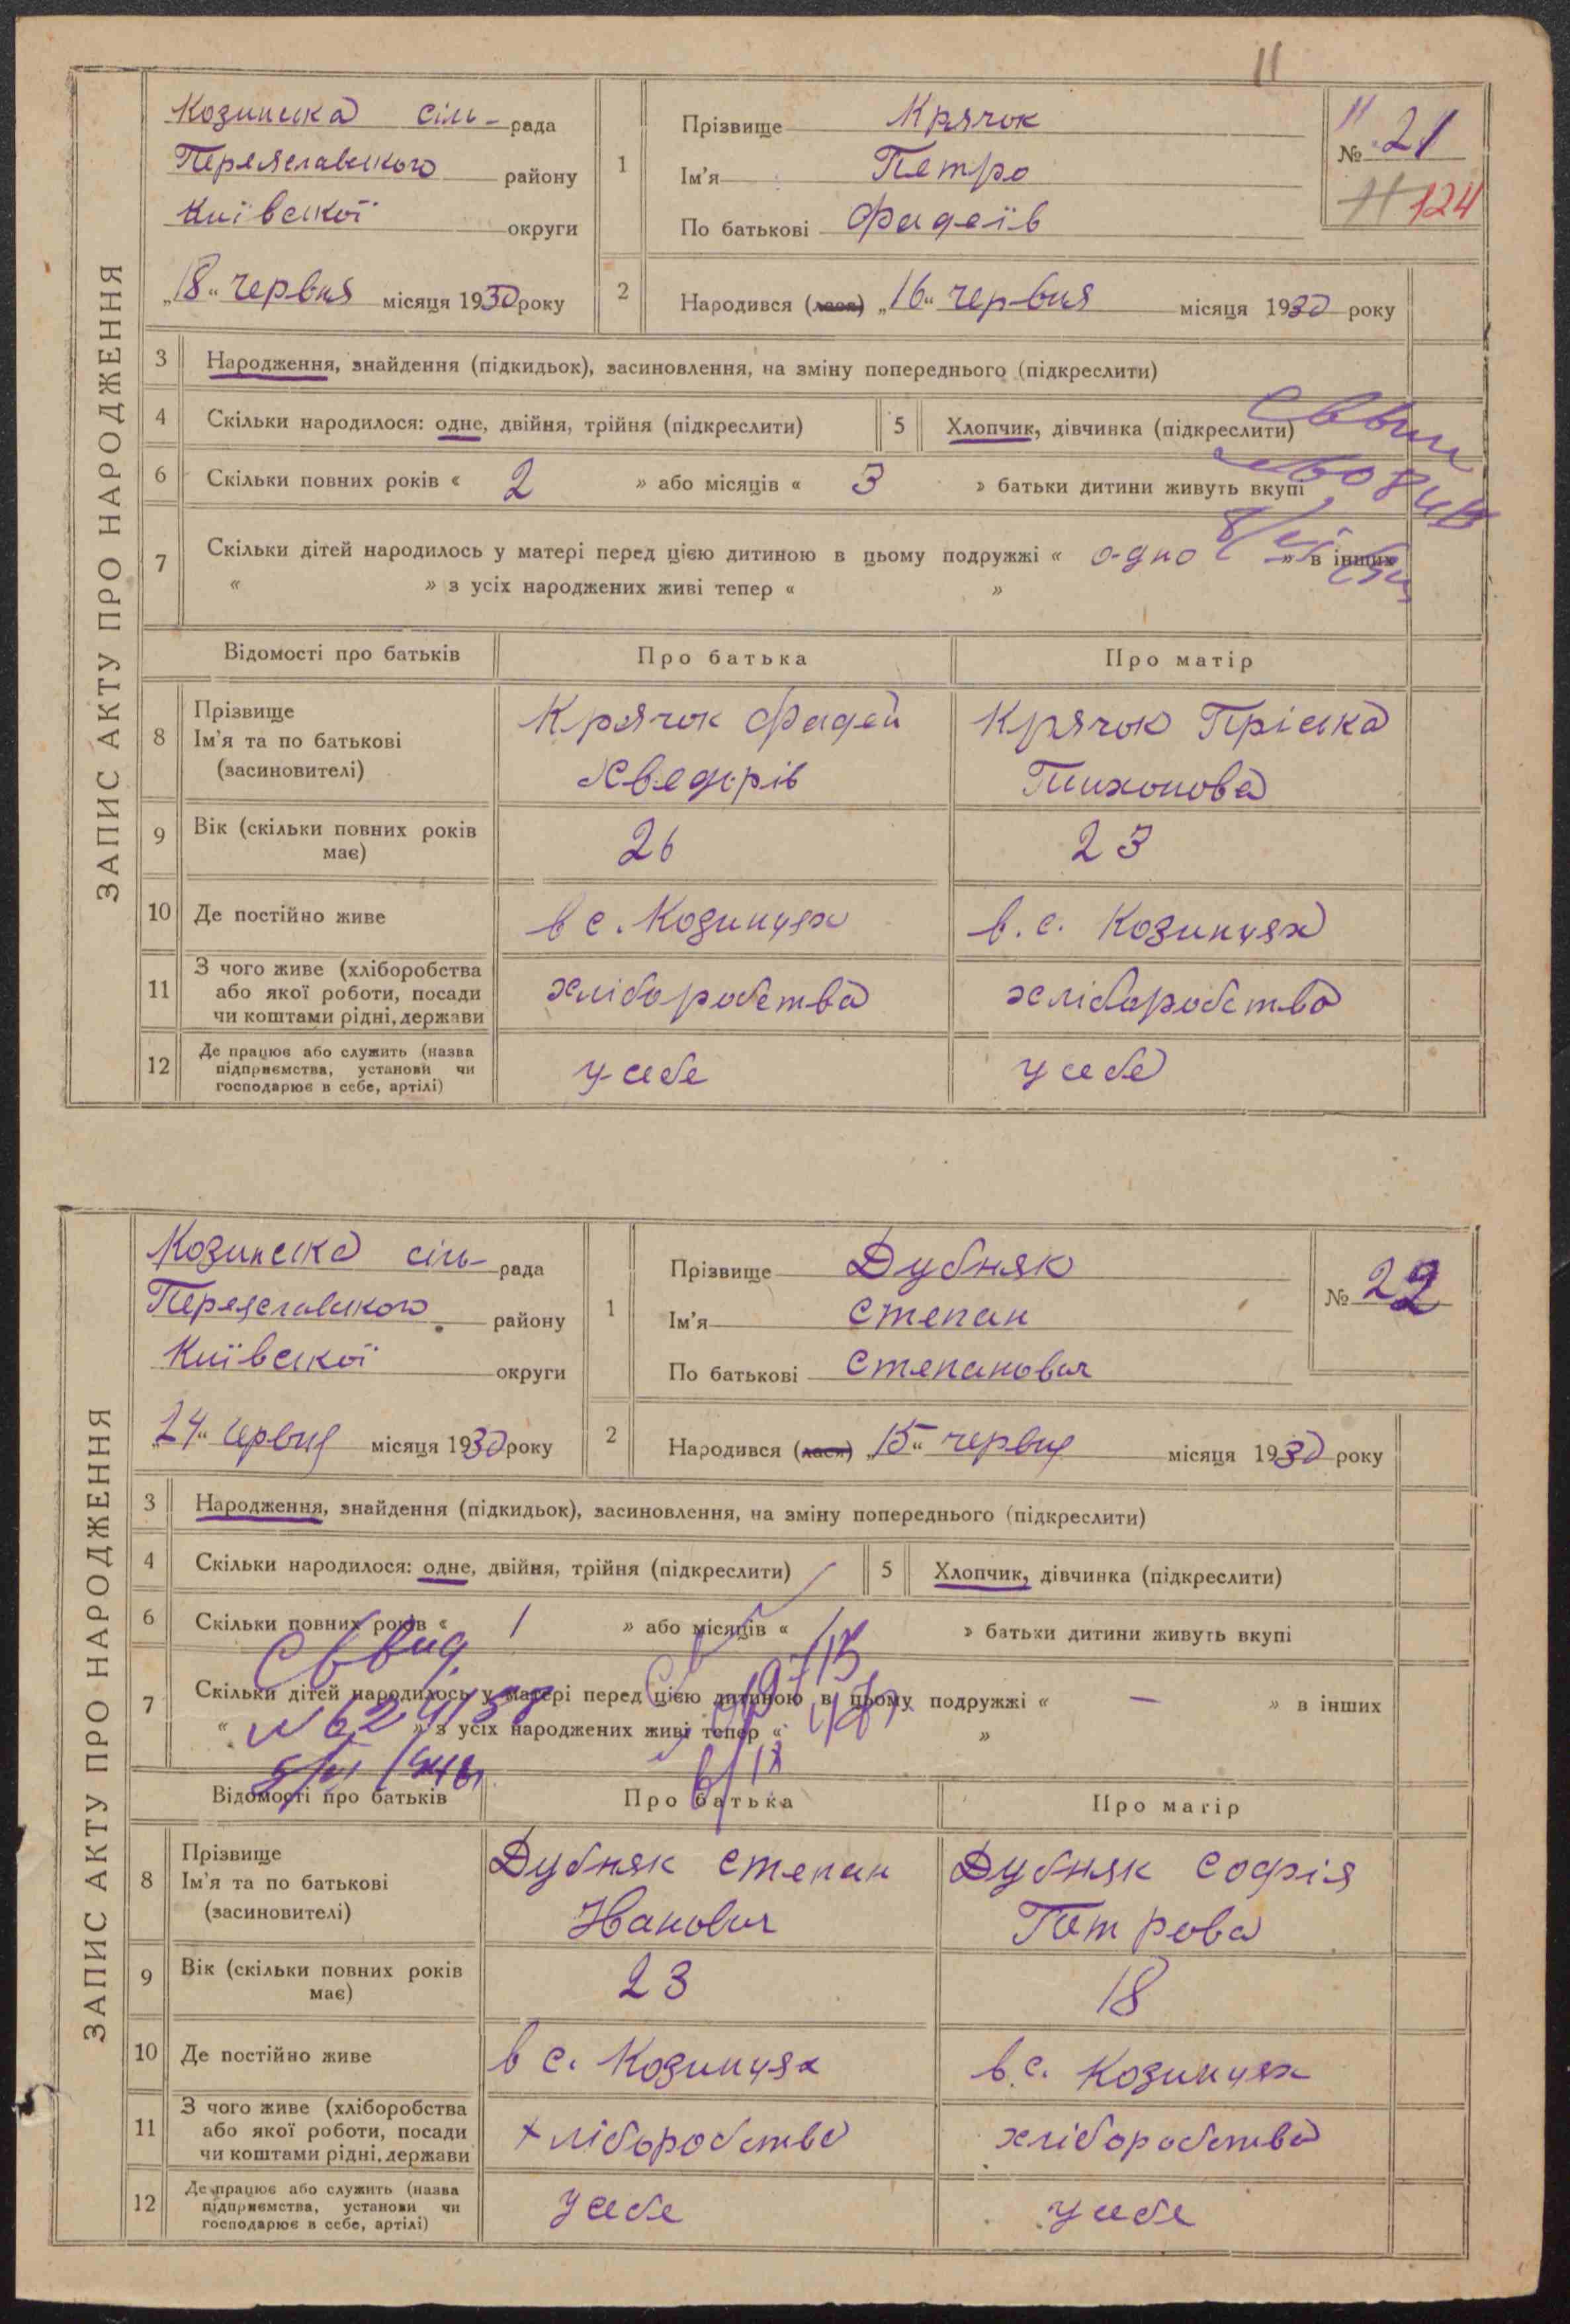 11
ЗАПИС АКТУ ПРО НАРОДЖЕННЯ
Козинська сіль-рада
Переяславського району
Київської округи
„18“ червня місяця 1930 року
1
Прізвище Крячок
Ім'я Петро
По батькові Фадеїв
№ 21
11 124
2
Народився (лася) „16“ червня місяця 1930 року
3 Народження, знайдення (підкидьок), засиновлення, на зміну попереднього (підкреслити)
4 Скільки народилося: одне, двійня, трійня (підкреслити) 5 Хлопчик, дівчинка (підкреслити)
6 Скільки повних років « 2 » або місяців « 3 » батьки дитини живуть вкупі
7 Скільки дітей народилось у матері перед цією дитиною в цьому подружжі « одно » в інших
« » з усіх народжених живі тепер « »
Відомості про батьків Про батька Про матір
8 Прізвище
Ім'я та по батькові
(засиновителі)
Крячок Фадей
Хведорів
Крячок Пріська
Тихонова
9 Вік (скільки повних років
має)
26 23
10 Де постійно живе в с. Козинцях в. с. Козинцях
11 З чого живе (хліборобства
або якої роботи, посади
чи коштами рідні, держави
хліборобства хліборобства
12 Де працює або служить (назва
підприємства, установи чи
господарює в себе, артілі)
у себе у себе
ЗАПИС АКТУ ПРО НАРОДЖЕННЯ
Козинська сіль-рада
Переяславського району
Київської округи
„24“ червня місяця 1930 року
1
Прізвище Дубняк
Ім'я Степан
По батькові Степанович
№ 22
2
Народився (лася) „15“ червня місяця 1930 року
3 Народження, знайдення (підкидьок), засиновлення, на зміну попереднього (підкреслити)
4 Скільки народилося: одне, двійня, трійня (підкреслити) 5 Хлопчик, дівчинка (підкреслити)
6 Скільки повних років « 1 » або місяців « » батьки дитини живуть вкупі
7 Скільки дітей народилось у матері перед цією дитиною в цьому подружжі « — » в інших
« » з усіх народжених живі тепер « »
Відомості про батьків Про батька Про матір
8 Прізвище
Ім'я та по батькові
(засиновителі)
Дубняк Степан
Иванович
Дубняк Софія
Петрова
9 Вік (скільки повних років
має)
23 18
10 Де постійно живе в с. Козинцях в. с. Козинцях
11 З чого живе (хліборобства
або якої роботи, посади
чи коштами рідні, держави
хліборобства хліборобства
12 Де працює або служить (назва
підприємства, установи чи
господарює в себе, артілі)
у себе у себе